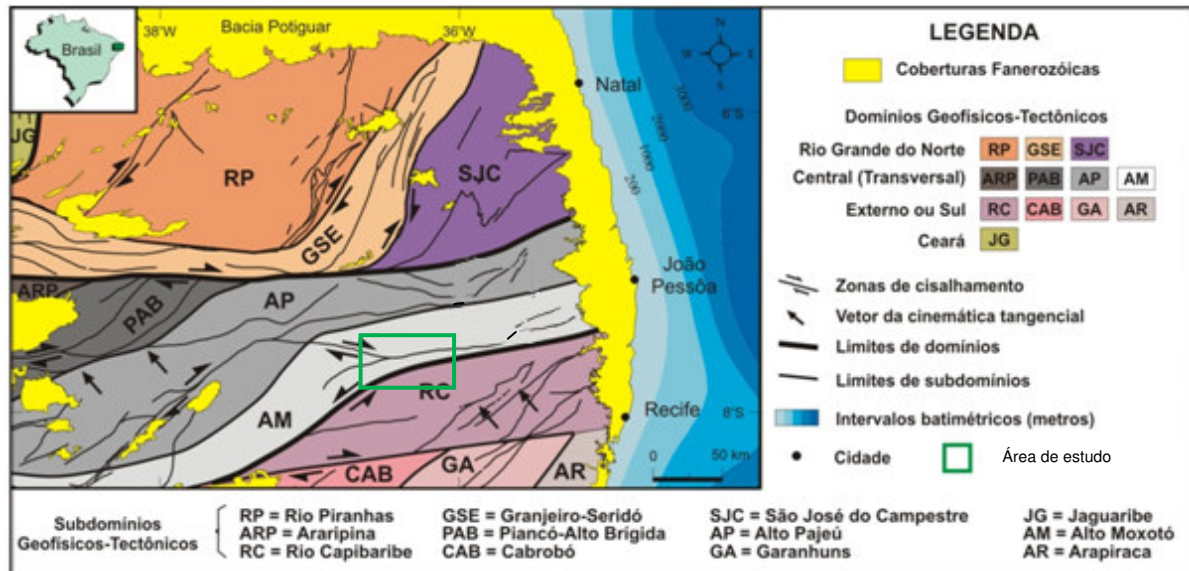 Brasil
38°W
Bacia Potiguar
36°W
W
E
N
S
Natal
6°S
3000
2000
1000
200
JG
RP
SJC
GSE
ARP
PAB
AP
João
Pessôa
AM
RC
Recife
8°S
CAB
GA
AR
0 50 km
LEGENDA
Coberturas Fanerozóicas
Domínios Geofísicos-Tectônicos
Rio Grande do Norte RP GSE SJC
Central (Transversal) ARP PAB AP AM
Externo ou Sul RC CAB GA AR
Ceará JG
Zonas de cisalhamento
Vetor da cinemática tangencial
Limites de domínios
Limites de subdomínios
Intervalos batimétricos (metros)
Cidade Área de estudo
Subdomínios
Geofísicos-Tectônicos
RP = Rio Piranhas GSE = Granjeiro-Seridó SJC = São José do Campestre JG = Jaguaribe
ARP = Araripina PAB = Piancó-Alto Brígida AP = Alto Pajeú AM = Alto Moxotó
RC = Rio Capibaribe CAB = Cabrobó GA = Garanhuns AR = Arapiraca